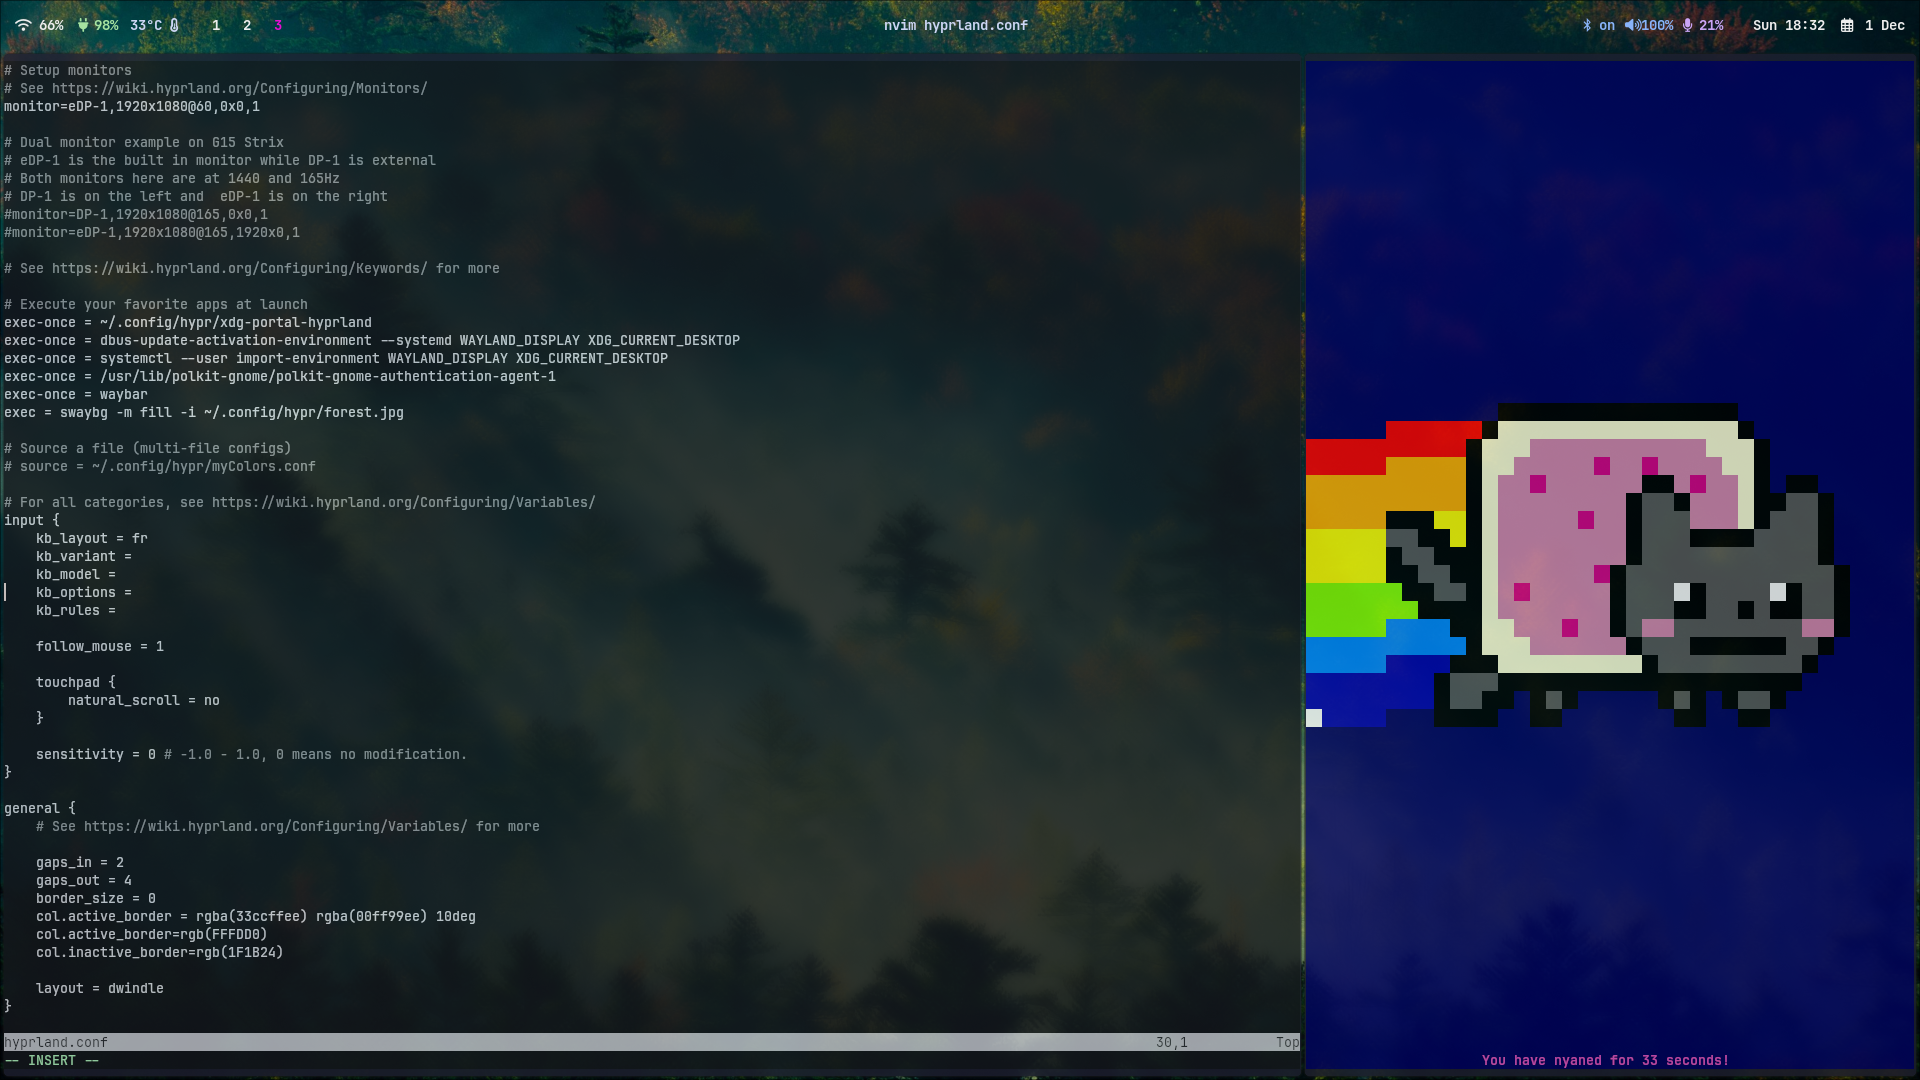 66% 98% 33°C 1 2 3 nvim hyprland.conf on 100% 21% Sun 18:32 1 Dec
# Setup monitors
# See https://wiki.hyprland.org/Configuring/Monitors/
monitor=eDP-1,1920x1080@60,0x0,1
# Dual monitor example on G15 Strix
# eDP-1 is the built in monitor while DP-1 is external
# Both monitors here are at 1440 and 165Hz
# DP-1 is on the left and  eDP-1 is on the right
#monitor=DP-1,1920x1080@165,0x0,1
#monitor=eDP-1,1920x1080@165,1920x0,1
# See https://wiki.hyprland.org/Configuring/Keywords/ for more
# Execute your favorite apps at launch
exec-once = ~/.config/hypr/xdg-portal-hyprland
exec-once = dbus-update-activation-environment --systemd WAYLAND_DISPLAY XDG_CURRENT_DESKTOP
exec-once = systemctl --user import-environment WAYLAND_DISPLAY XDG_CURRENT_DESKTOP
exec-once = /usr/lib/polkit-gnome/polkit-gnome-authentication-agent-1
exec-once = waybar
exec = swaybg -m fill -i ~/.config/hypr/forest.jpg
# Source a file (multi-file configs)
# source = ~/.config/hypr/myColors.conf
# For all categories, see https://wiki.hyprland.org/Configuring/Variables/
input {
    kb_layout = fr
    kb_variant =
    kb_model =
    kb_options =
    kb_rules =
    follow_mouse = 1
    touchpad {
        natural_scroll = no
    }
    sensitivity = 0 # -1.0 - 1.0, 0 means no modification.
}
general {
    # See https://wiki.hyprland.org/Configuring/Variables/ for more
    gaps_in = 2
    gaps_out = 4
    border_size = 0
    col.active_border = rgba(33ccffee) rgba(00ff99ee) 10deg
    col.active_border=rgb(FFFDD0)
    col.inactive_border=rgb(1F1B24)
    layout = dwindle
}
hyprland.conf 30,1 Top
-- INSERT --
You have nyaned for 33 seconds!